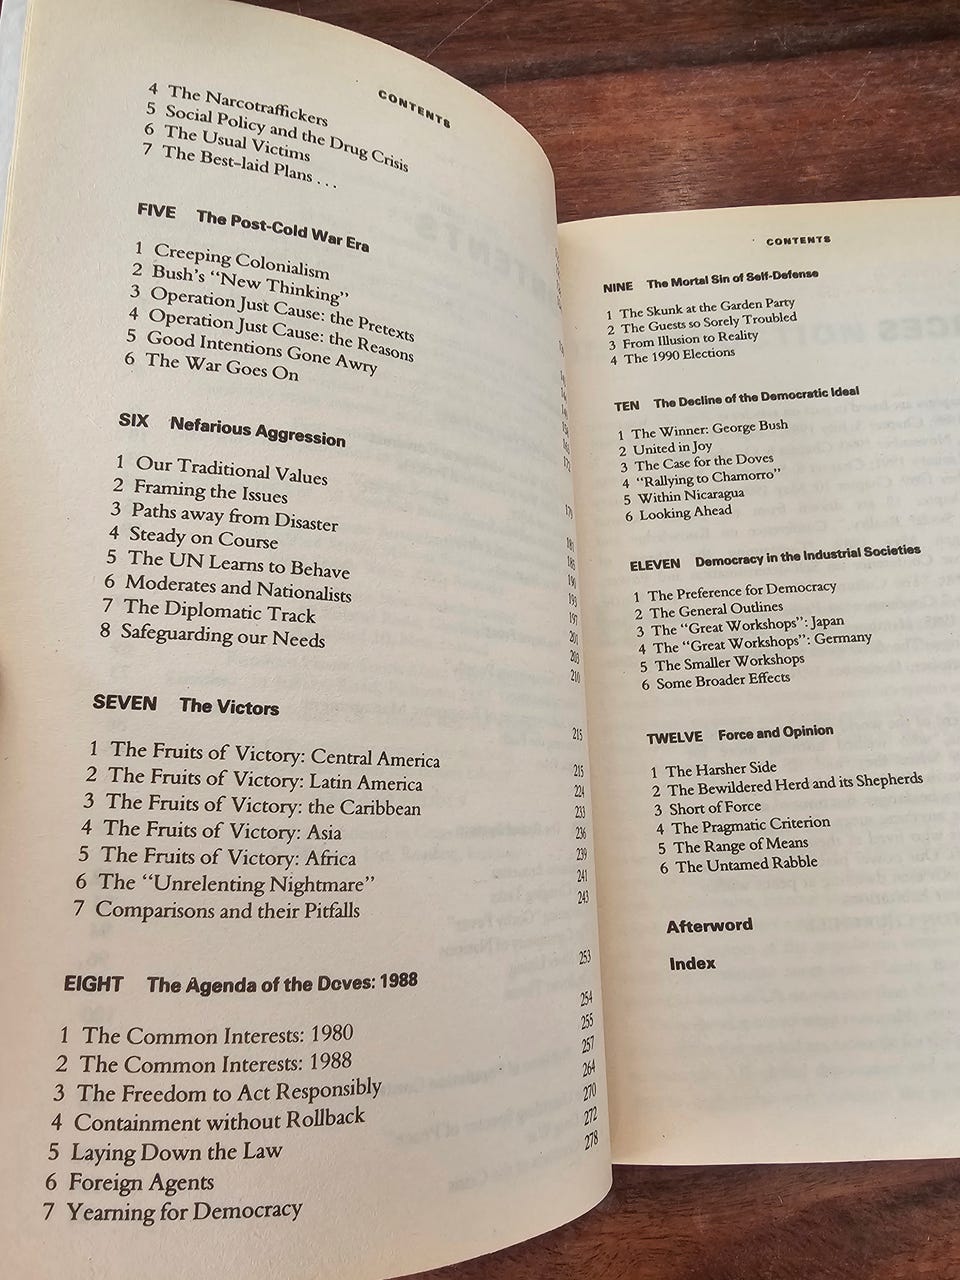 CONTENTS
4 The Narcotraffickers
5 Social Policy and the Drug Crisis
6 The Usual Victims
7 The Best-laid Plans . . .
FIVE The Post-Cold War Era
1 Creeping Colonialism
2 Bush's "New Thinking"
3 Operation Just Cause: the Pretexts
4 Operation Just Cause: the Reasons
5 Good Intentions Gone Awry
6 The War Goes On
SIX Nefarious Aggression
1 Our Traditional Values
2 Framing the Issues
3 Paths away from Disaster
4 Steady on Course
5 The UN Learns to Behave
6 Moderates and Nationalists
7 The Diplomatic Track
8 Safeguarding our Needs
SEVEN The Victors 215
1 The Fruits of Victory: Central America 215
2 The Fruits of Victory: Latin America 224
3 The Fruits of Victory: the Caribbean 233
4 The Fruits of Victory: Asia 236
5 The Fruits of Victory: Africa 239
6 The "Unrelenting Nightmare" 241
7 Comparisons and their Pitfalls 243
EIGHT The Agenda of the Doves: 1988 253
1 The Common Interests: 1980 254
2 The Common Interests: 1988 255
3 The Freedom to Act Responsibly 257
4 Containment without Rollback 264
5 Laying Down the Law 270
6 Foreign Agents 272
7 Yearning for Democracy 278
CONTENTS
NINE The Mortal Sin of Self-Defense
1 The Skunk at the Garden Party
2 The Guests so Sorely Troubled
3 From Illusion to Reality
4 The 1990 Elections
TEN The Decline of the Democratic Ideal
1 The Winner: George Bush
2 United in Joy
3 The Case for the Doves
4 "Rallying to Chamorro"
5 Within Nicaragua
6 Looking Ahead
ELEVEN Democracy in the Industrial Societies
1 The Preference for Democracy
2 The General Outlines
3 The "Great Workshops": Japan
4 The "Great Workshops": Germany
5 The Smaller Workshops
6 Some Broader Effects
TWELVE Force and Opinion
1 The Harsher Side
2 The Bewildered Herd and its Shepherds
3 Short of Force
4 The Pragmatic Criterion
5 The Range of Means
6 The Untamed Rabble
Afterword
Index